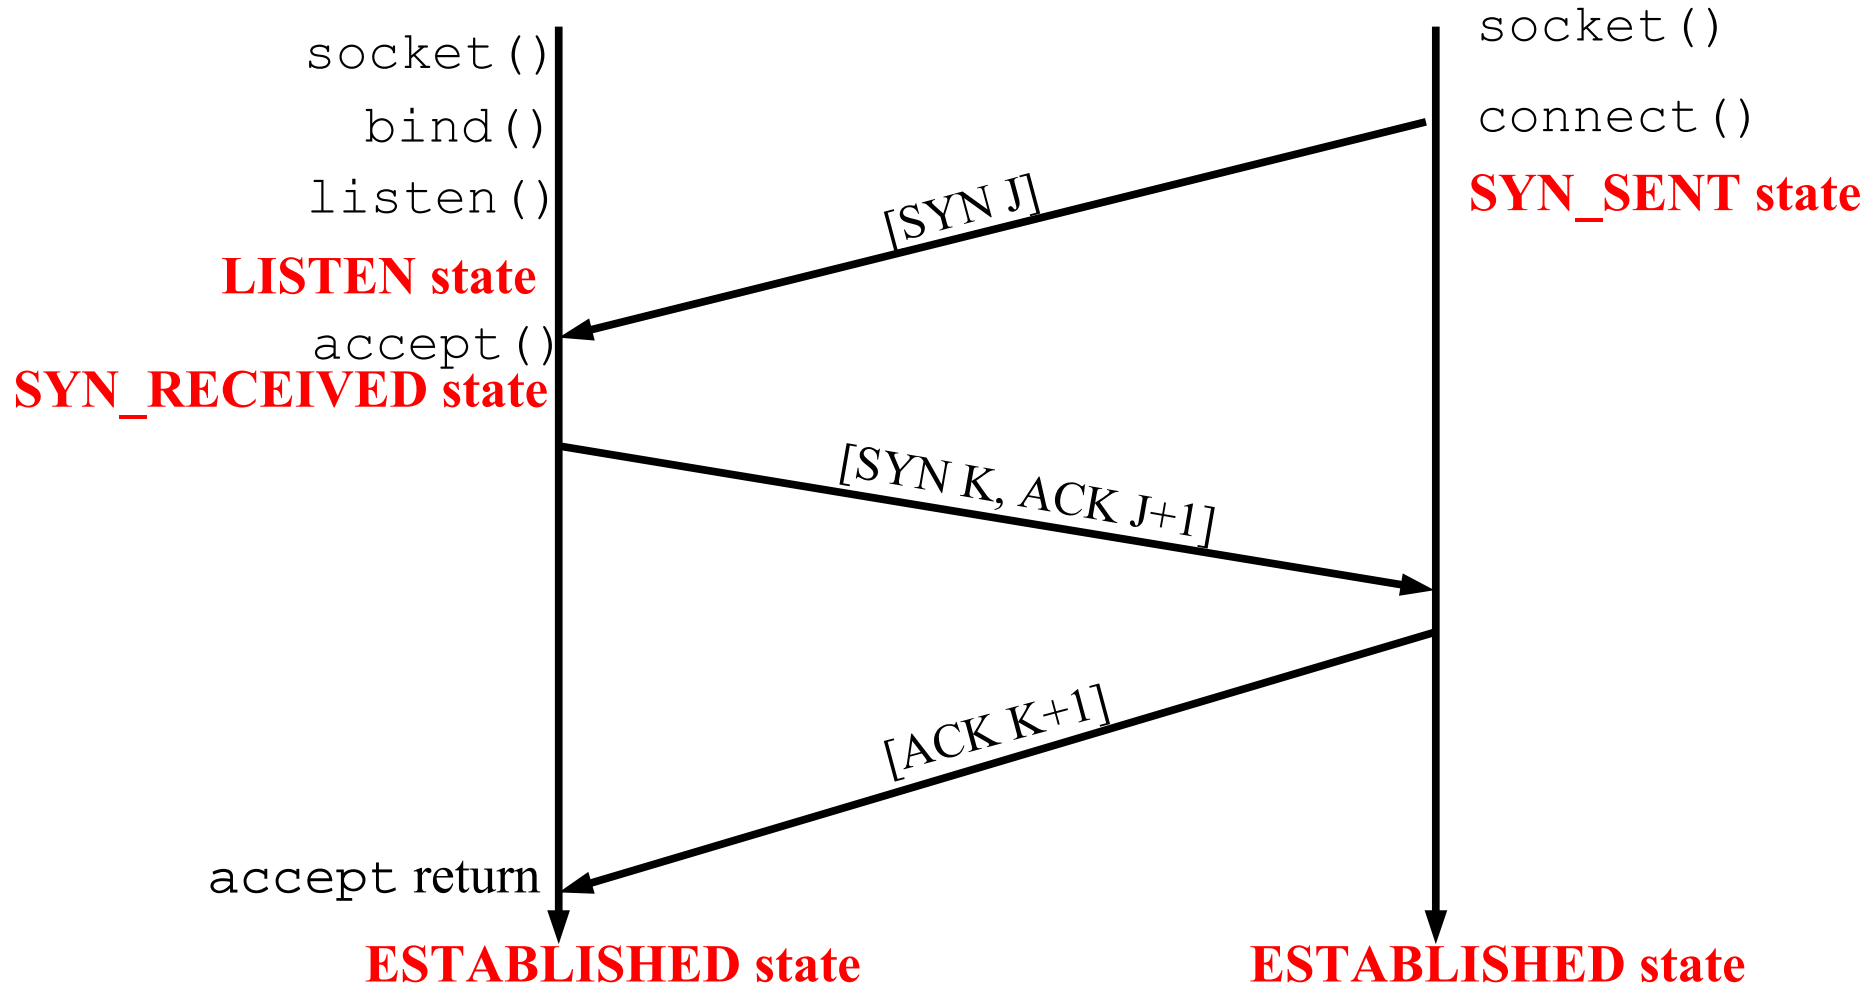 socket()
bind()
listen()
LISTEN state
accept()
SYN_RECEIVED state
accept return
ESTABLISHED state
[SYN J]
[SYN K, ACK J+1]
[ACK K+1]
socket()
connect()
SYN_SENT state
ESTABLISHED state